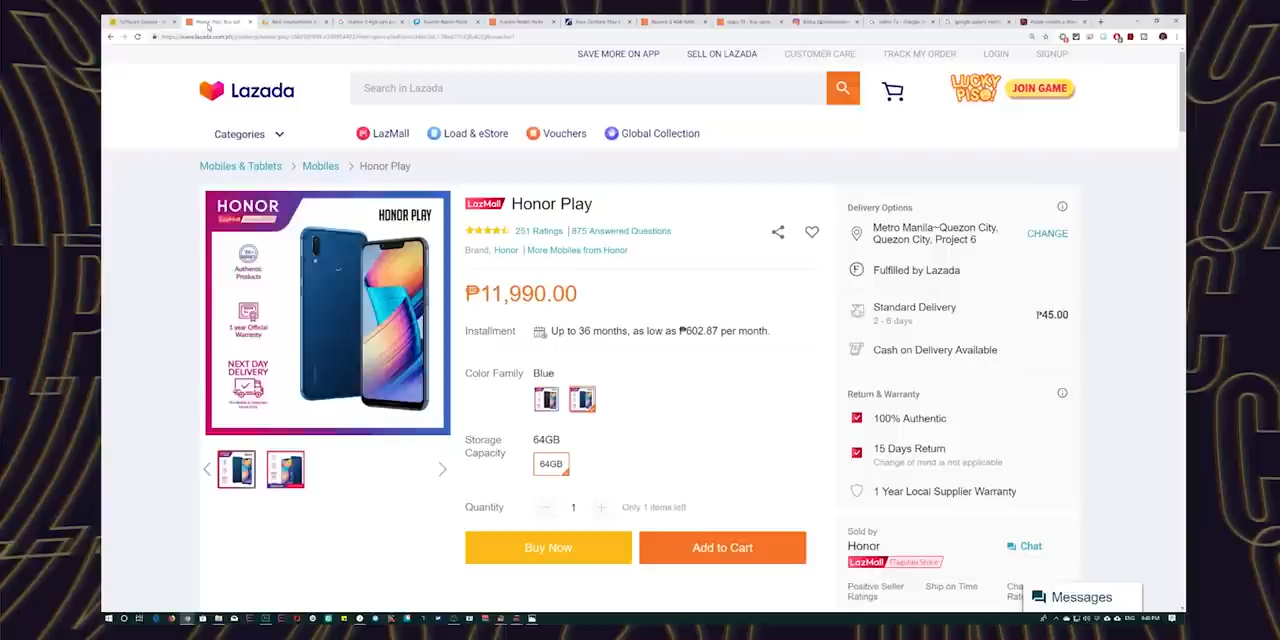 SAVE MORE ON APP
SELL ON LAZADA
CUSTOMER CARE
TRACK MY ORDER
LOGIN
SIGNUP
Lazada
Search in Lazada
LUCKY PISO!
JOIN GAME
Categories
LazMall
Load & eStore
Vouchers
Global Collection
Mobiles & Tablets
Mobiles
Honor Play
HONOR
HONOR PLAY
Authentic
Products
1 year Official
Warranty
NEXT DAY
DELIVERY
LazMall Honor Play
251 Ratings | 875 Answered Questions
Brand: Honor | More Mobiles from Honor
₱11,990.00
Installment Up to 36 months, as low as ₱602.87 per month.
Color Family Blue
Storage
Capacity
64GB
64GB
Quantity 1 Only 1 items left
Buy Now
Add to Cart
Delivery Options
Metro Manila~Quezon City,
Quezon City, Project 6
CHANGE
Fulfilled by Lazada
Standard Delivery
2 - 6 days
₱45.00
Cash on Delivery Available
Return & Warranty
100% Authentic
15 Days Return
Change of mind is not applicable
1 Year Local Supplier Warranty
Sold by
Honor
Chat
LazMall Flagship Store
Positive Seller
Ratings
Ship on Time
Messages
ENG